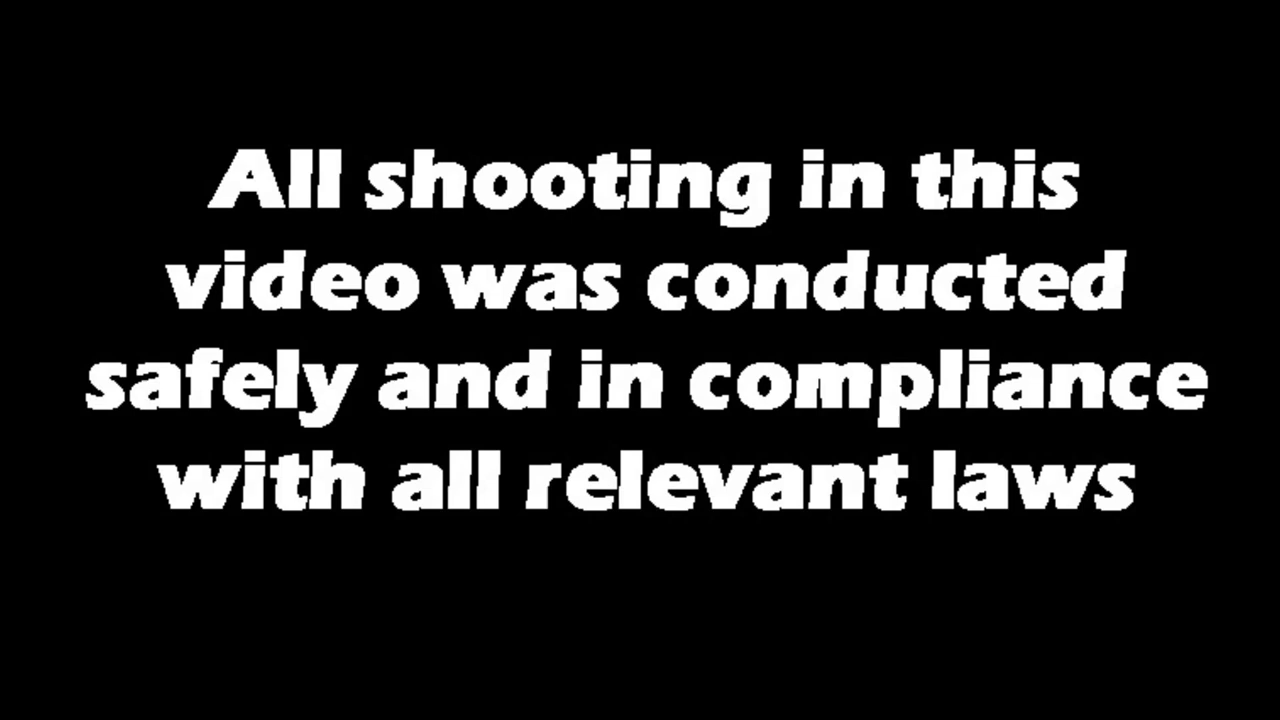 All shooting in this
video was conducted
safely and in compliance
with all relevant laws